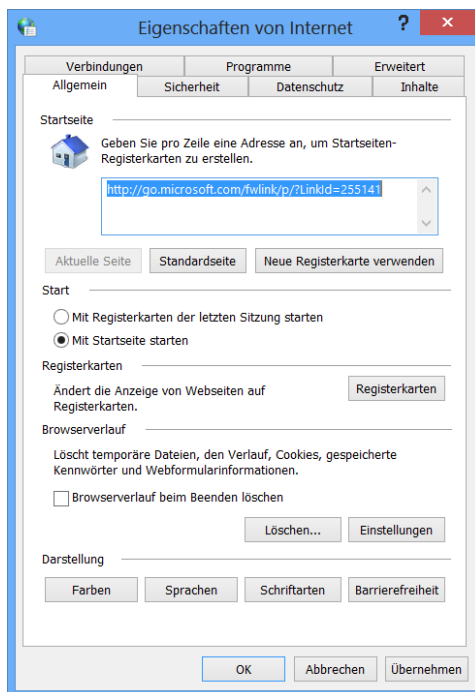 Eigenschaften von Internet ? ×
Verbindungen Programme Erweitert
Allgemein Sicherheit Datenschutz Inhalte
Startseite
Geben Sie pro Zeile eine Adresse an, um Startseiten-
Registerkarten zu erstellen.
http://go.microsoft.com/fwlink/p/?LinkId=255141
Aktuelle Seite Standardseite Neue Registerkarte verwenden
Start
Mit Registerkarten der letzten Sitzung starten
Mit Startseite starten
Registerkarten
Ändert die Anzeige von Webseiten auf Registerkarten
Registerkarten.
Browserverlauf
Löscht temporäre Dateien, den Verlauf, Cookies, gespeicherte
Kennwörter und Webformularinformationen.
Browserverlauf beim Beenden löschen
Löschen... Einstellungen
Darstellung
Farben Sprachen Schriftarten Barrierefreiheit
OK Abbrechen Übernehmen